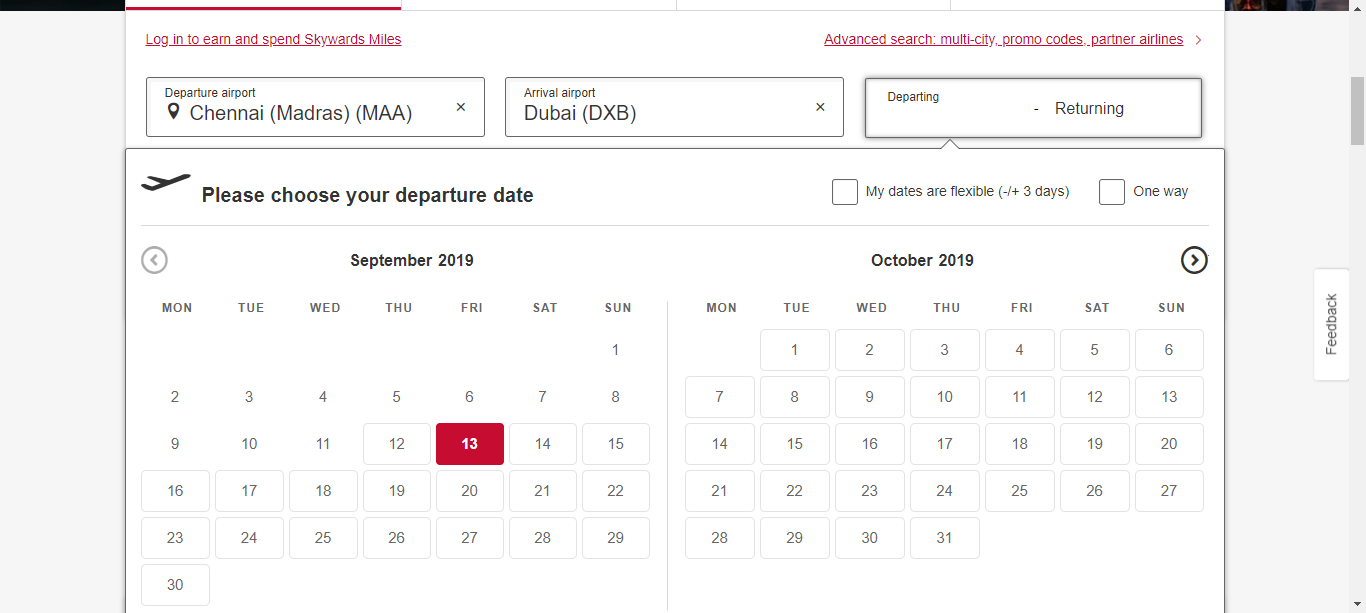 Log in to earn and spend Skywards Miles
Advanced search: multi-city, promo codes, partner airlines
Departure airport
Chennai (Madras) (MAA)
×
Arrival airport
Dubai (DXB)
×
Departing
- Returning
Please choose your departure date
My dates are flexible (-/+ 3 days)
One way
September 2019
MON TUE WED THU FRI SAT SUN
1
2 3 4 5 6 7 8
9 10 11 12 13 14 15
16 17 18 19 20 21 22
23 24 25 26 27 28 29
30
October 2019
MON TUE WED THU FRI SAT SUN
1 2 3 4 5 6
7 8 9 10 11 12 13
14 15 16 17 18 19 20
21 22 23 24 25 26 27
28 29 30 31
Feedback